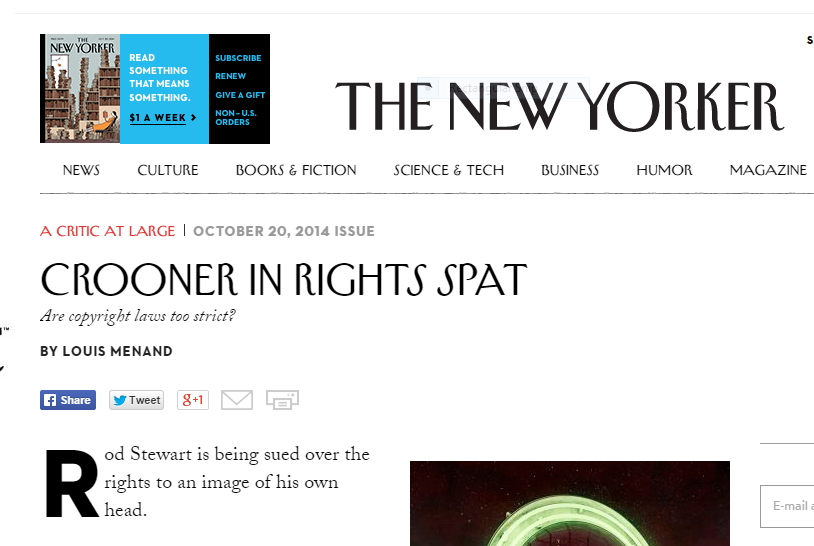 THE NEW YORKER
READ
SOMETHING
THAT MEANS
SOMETHING.
$1 A WEEK >
SUBSCRIBE
RENEW
GIVE A GIFT
NON-U.S.
ORDERS
S
THE NEW YORKER
NEWS CULTURE BOOKS & FICTION SCIENCE & TECH BUSINESS HUMOR MAGAZINE
A CRITIC AT LARGE | OCTOBER 20, 2014 ISSUE
CROONER IN RIGHTS SPAT
Are copyright laws too strict?
BY LOUIS MENAND
f Share Tweet g+1
Rod Stewart is being sued over the
rights to an image of his own
head.
E-mail a